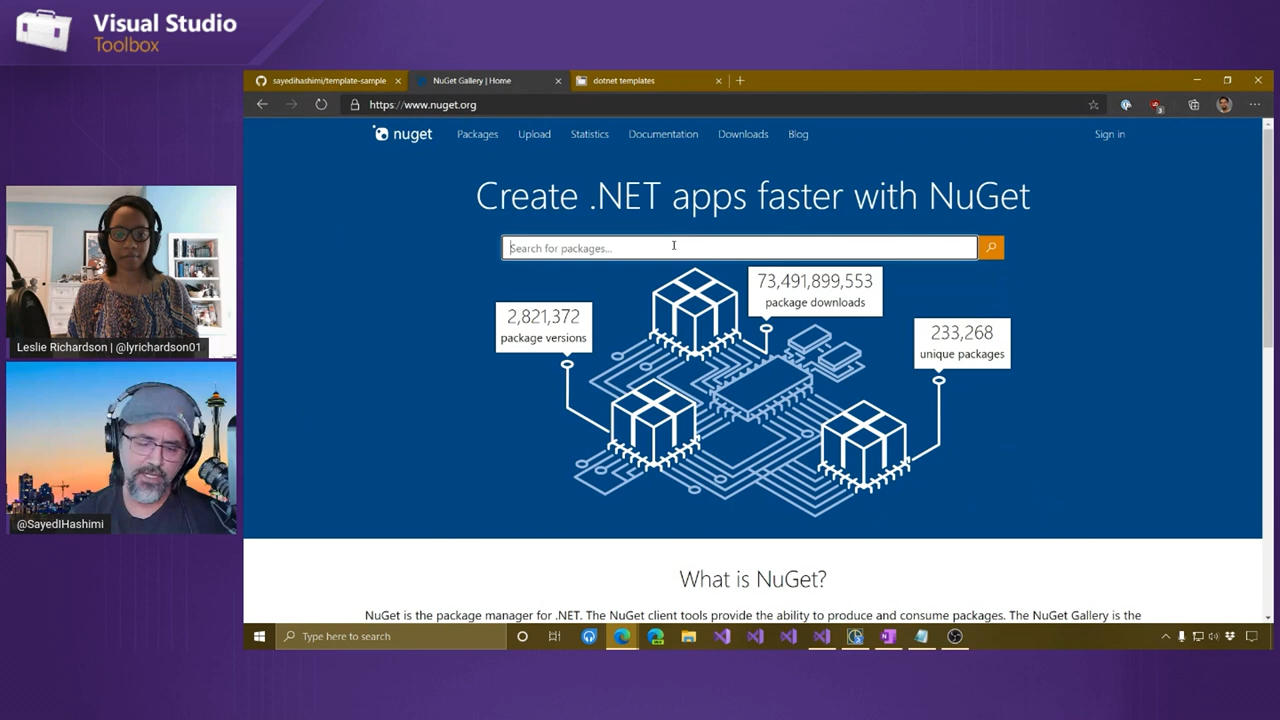 Visual Studio
Toolbox
sayedihashimi/template-sample
NuGet Gallery | Home
dotnet templates
https://www.nuget.org
3
nuget
Packages
Upload
Statistics
Documentation
Downloads
Blog
Sign in
Create .NET apps faster with NuGet
Search for packages...
73,491,899,553
package downloads
2,821,372
package versions
233,268
unique packages
Leslie Richardson | @lyrichardson01
@SayedIHashimi
What is NuGet?
NuGet is the package manager for .NET. The NuGet client tools provide the ability to produce and consume packages. The NuGet Gallery is the
Type here to search